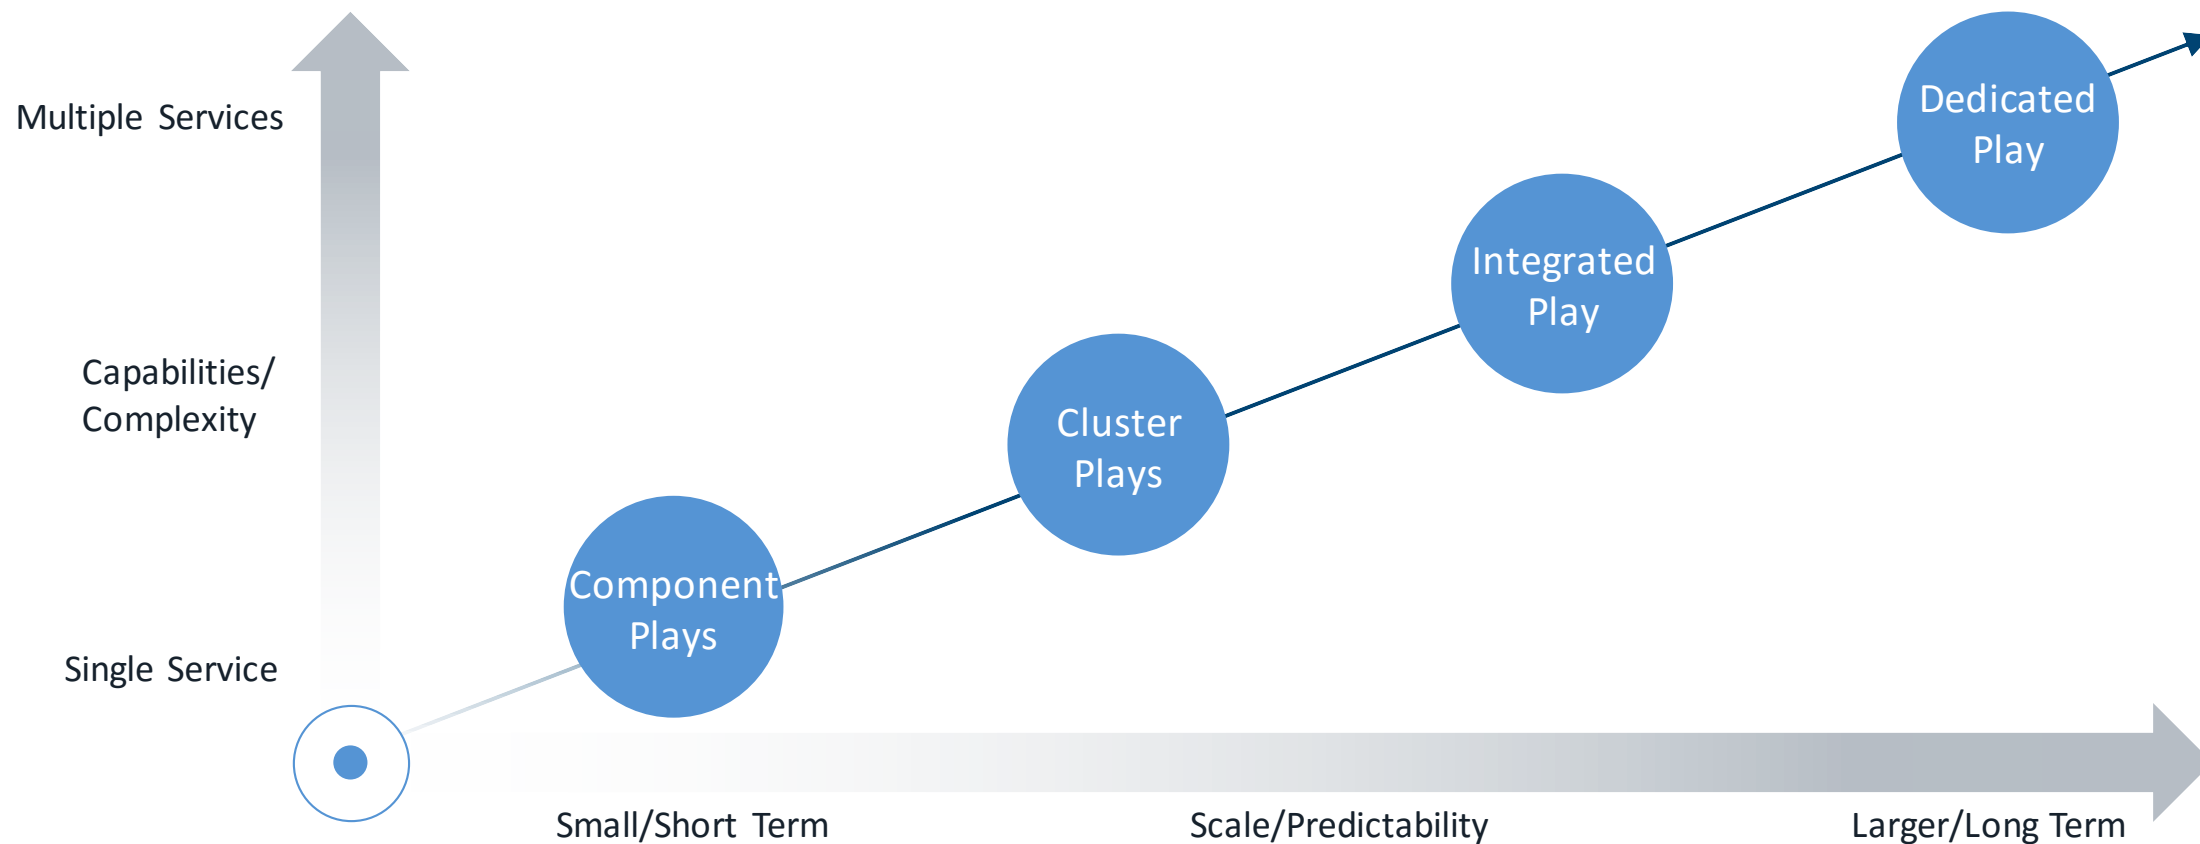 Multiple Services
Capabilities/
Complexity
Single Service
Component
Plays
Cluster
Plays
Integrated
Play
Dedicated
Play
Small/Short Term
Scale/Predictability
Larger/Long Term